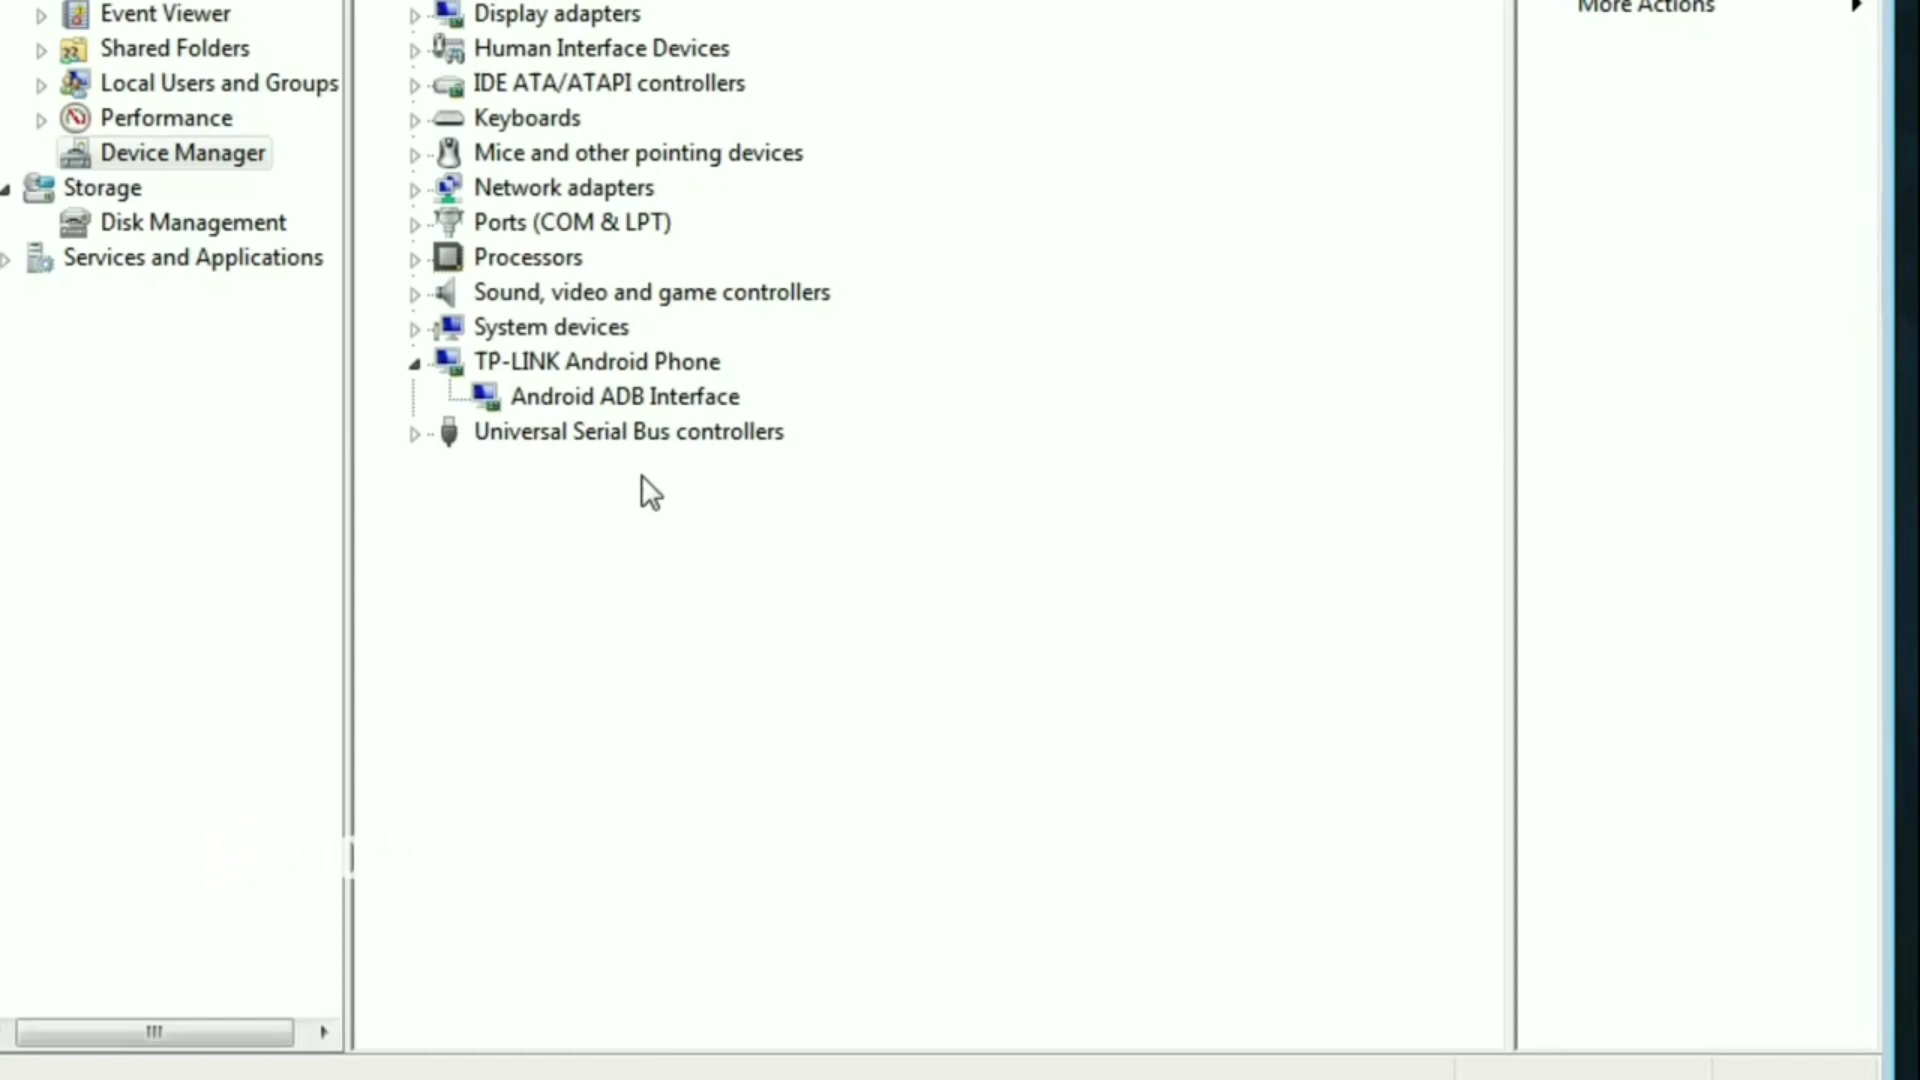 Event Viewer
Shared Folders
Local Users and Groups
Performance
Device Manager
Storage
Disk Management
Services and Applications
Display adapters
Human Interface Devices
IDE ATA/ATAPI controllers
Keyboards
Mice and other pointing devices
Network adapters
Ports (COM & LPT)
Processors
Sound, video and game controllers
System devices
TP-LINK Android Phone
Android ADB Interface
Universal Serial Bus controllers
More Actions